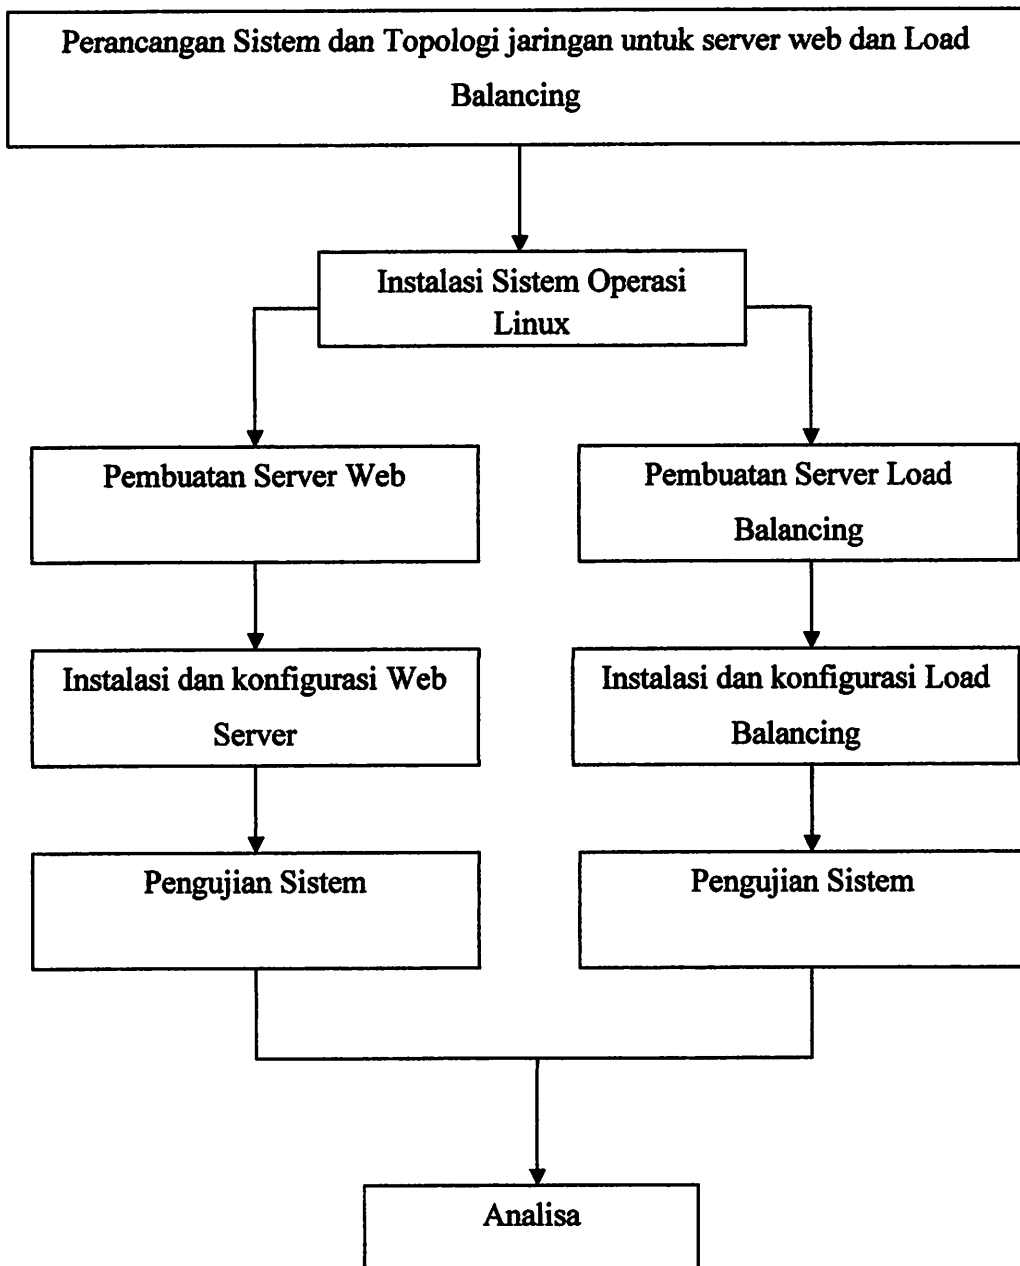 Perancangan Sistem dan Topologi jaringan untuk server web dan Load
Balancing
Instalasi Sistem Operasi
Linux
Pembuatan Server Web
Pembuatan Server Load
Balancing
Instalasi dan konfigurasi Web
Server
Instalasi dan konfigurasi Load
Balancing
Pengujian Sistem
Pengujian Sistem
Analisa